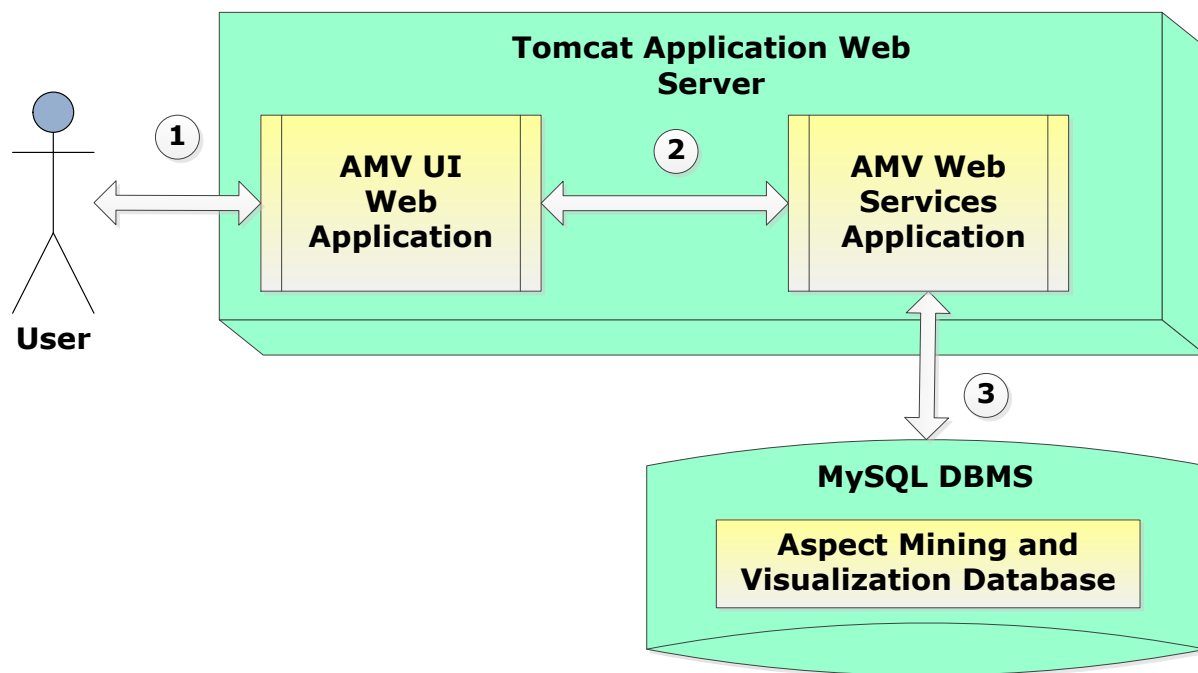 Tomcat Application Web
Server
1
AMV UI
Web
Application
2
AMV Web
Services
Application
User
3
MySQL DBMS
Aspect Mining and
Visualization Database